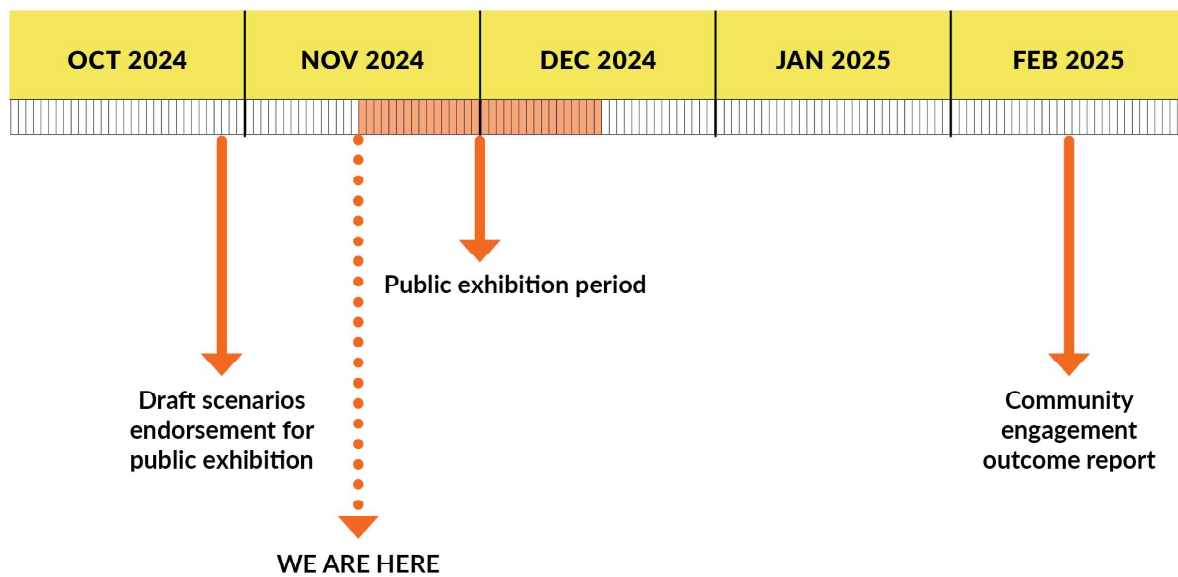 OCT 2024
NOV 2024
DEC 2024
JAN 2025
FEB 2025
Public exhibition period
Draft scenarios
endorsement for
public exhibition
Community
engagement
outcome report
WE ARE HERE